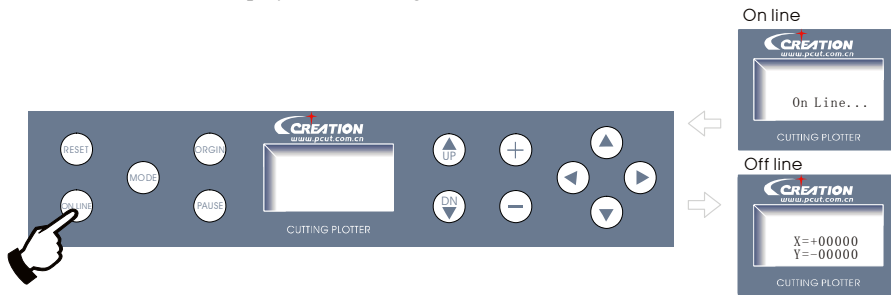 On line
CREATION
www.pcut.com.cn
On Line...
CUTTING PLOTTER
Off line
CREATION
www.pcut.com.cn
X=+00000
Y=-00000
CUTTING PLOTTER
CREATION
www.pcut.com.cn
RESET
ORGIN
MODE
ON LINE
PAUSE
UP
+
DN
−
CUTTING PLOTTER